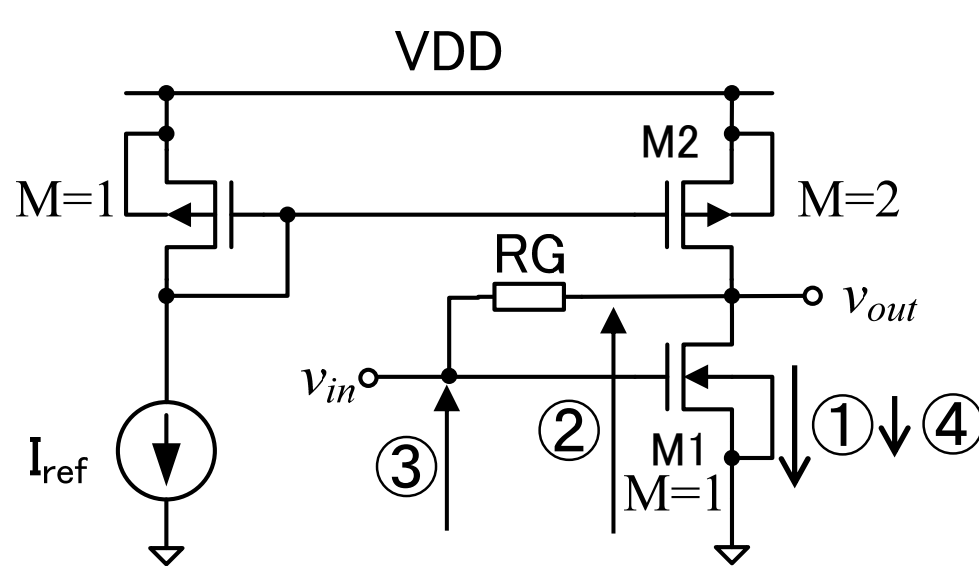 VDD
M2
M=1
M=2
RG
vout
vin
①
④
②
③
M1
Iref
M=1